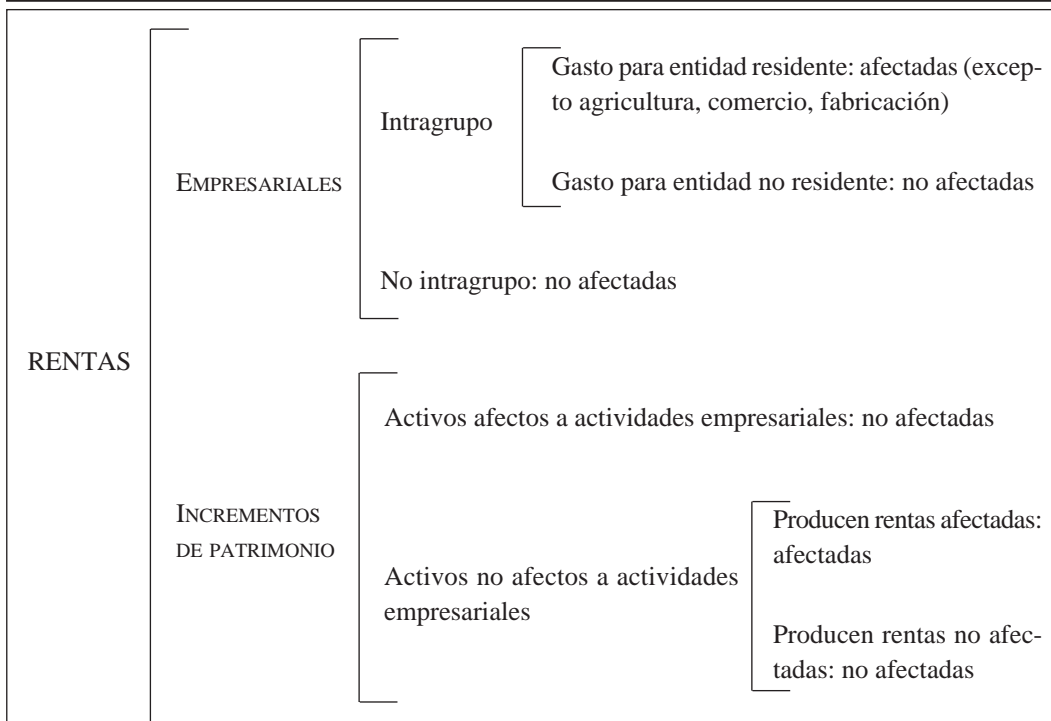 Gasto para entidad residente: afectadas (excep-
to agricultura, comercio, fabricación)
Intragrupo
EMPRESARIALES
Gasto para entidad no residente: no afectadas
No intragrupo: no afectadas
RENTAS
Activos afectos a actividades empresariales: no afectadas
INCREMENTOS
DE PATRIMONIO
Producen rentas afectadas:
afectadas
Activos no afectos a actividades
empresariales
Producen rentas no afec-
tadas: no afectadas